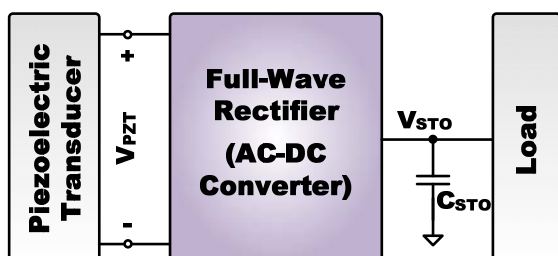 Piezoelectric
Transducer
+
VPZT
-
Full-Wave
Rectifier
(AC-DC
Converter)
VSTO
CSTO
Load